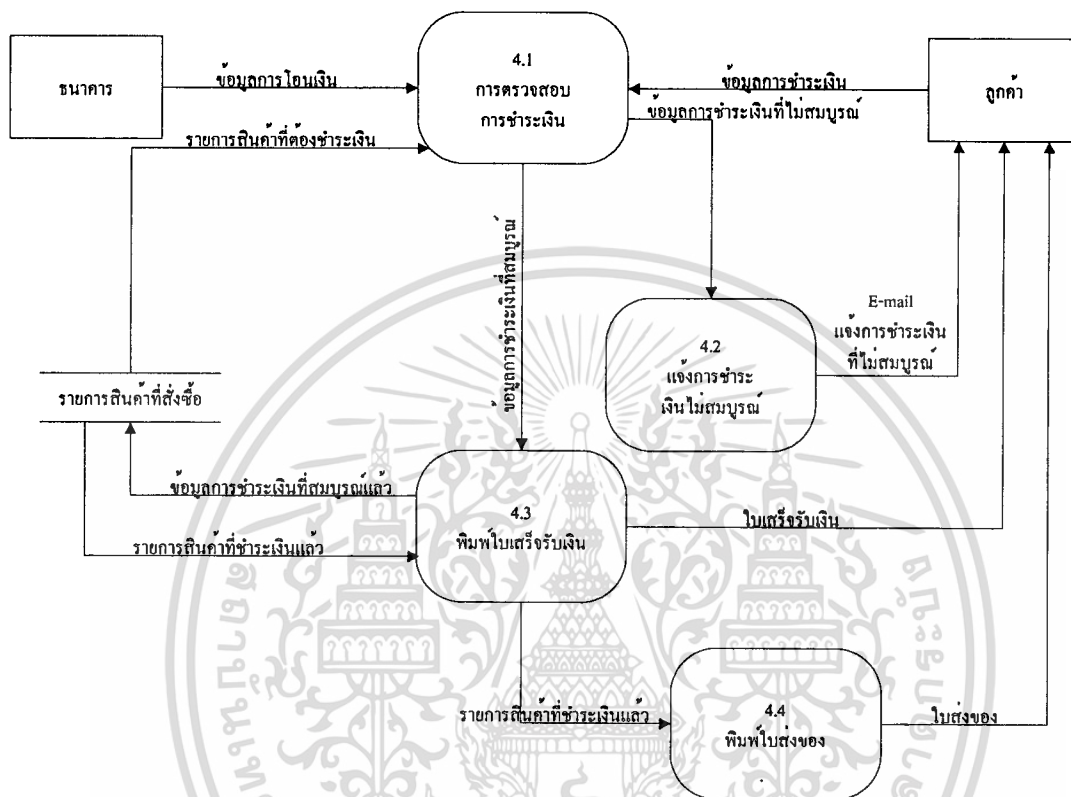 ธนาคาร
ข้อมูลการโอนเงิน
4.1
การตรวจสอบ
การชำระเงิน
ข้อมูลการชำระเงิน
ข้อมูลการชำระเงินที่ไม่สมบูรณ์
ลูกค้า
รายการสินค้าที่ต้องชำระเงิน
ข้อมูลการชำระเงินที่สมบูรณ์
4.2
แจ้งการชำระ
เงินไม่สมบูรณ์
E-mail
แจ้งการชำระเงิน
ที่ไม่สมบูรณ์
รายการสินค้าที่สั่งซื้อ
ข้อมูลการชำระเงินที่สมบูรณ์แล้ว
รายการสินค้าที่ชำระเงินแล้ว
4.3
พิมพ์ใบเสร็จรับเงิน
ใบเสร็จรับเงิน
รายการสินค้าที่ชำระเงินแล้ว
4.4
พิมพ์ใบส่งของ
ใบส่งของ